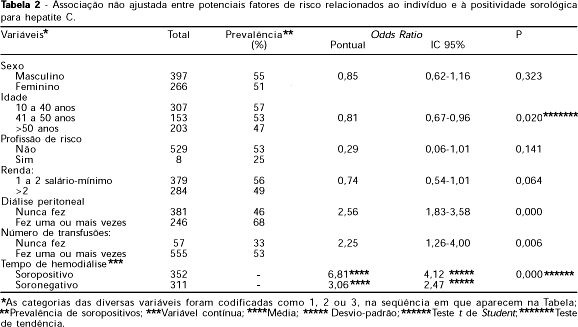 Tabela 2 - Associação não ajustada entre potenciais fatores de risco relacionados ao indivíduo e à positividade sorológica
para hepatite C.
Variáveis* Total Prevalência** Odds Ratio P
(%) Pontual IC 95%
Sexo
Masculino 397 55 0,85 0,62-1,16 0,323
Feminino 266 51
Idade
10 a 40 anos 307 57
41 a 50 anos 153 53 0,81 0,67-0,96 0,020*******
>50 anos 203 47
Profissão de risco
Não 529 53 0,29 0,06-1,01 0,141
Sim 8 25
Renda:
1 a 2 salário-mínimo 379 56 0,74 0,54-1,01 0,064
>2 284 49
Diálise peritoneal
Nunca fez 381 46 2,56 1,83-3,58 0,000
Fez uma ou mais vezes 246 68
Número de transfusões:
Nunca fez 57 33 2,25 1,26-4,00 0,006
Fez uma ou mais vezes 555 53
Tempo de hemodiálise***
Soropositivo 352 - 6,81**** 4,12 ***** 0,000******
Soronegativo 311 - 3,06**** 2,47 *****
*As categorias das diversas variáveis foram codificadas como 1, 2 ou 3, na seqüência em que aparecem na Tabela;
**Prevalência de soropositivos; ***Variável contínua; ****Média; ***** Desvio-padrão; ******Teste t de Student; *******Teste
de tendência.